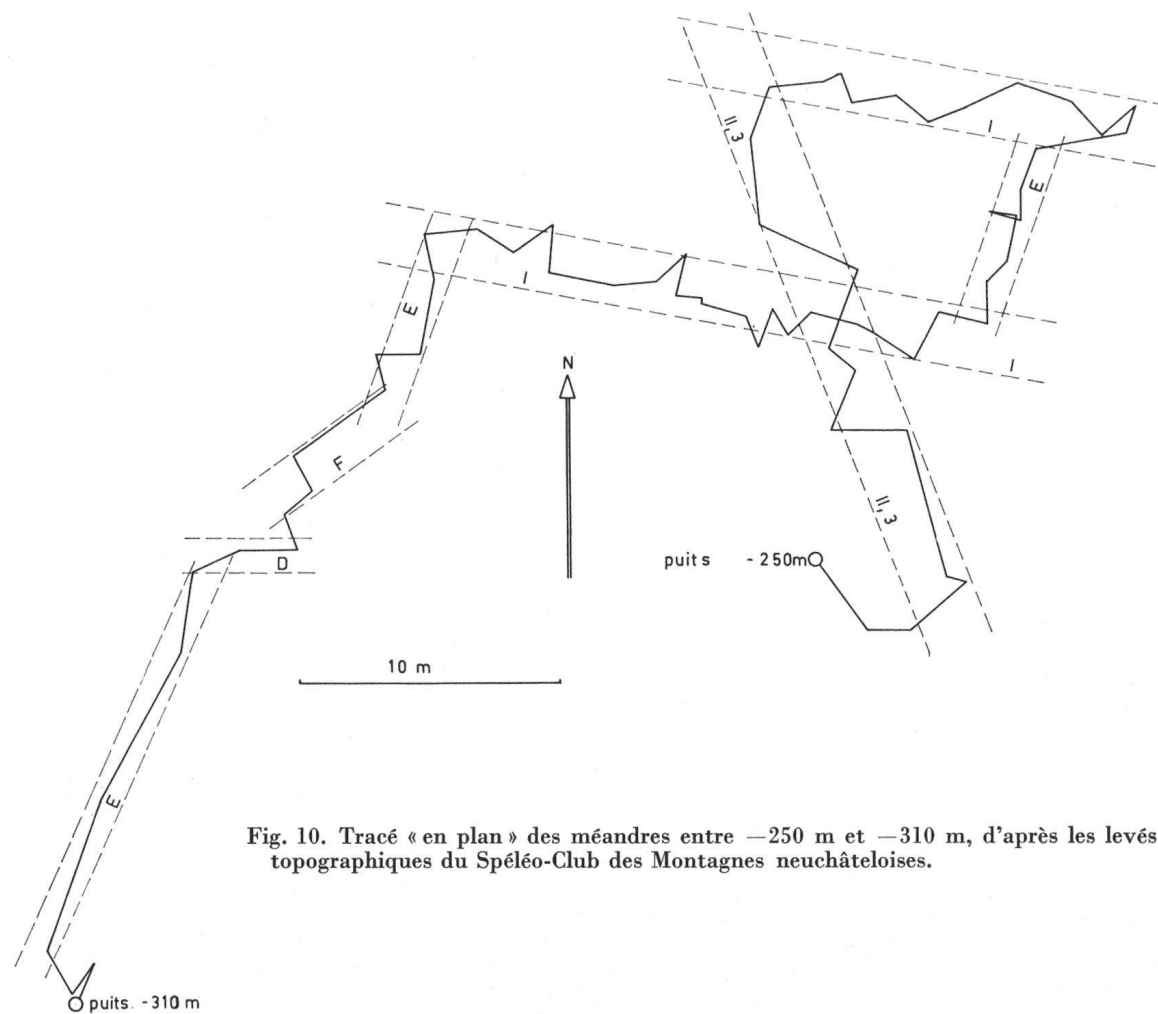 II,3
I
E
I
E
N
I
F
II,3
D
puits -250m
10 m
E
Fig. 10. Tracé « en plan » des méandres entre —250 m et —310 m, d'après les levés
topographiques du Spéléo-Club des Montagnes neuchâteloises.
puits. -310 m